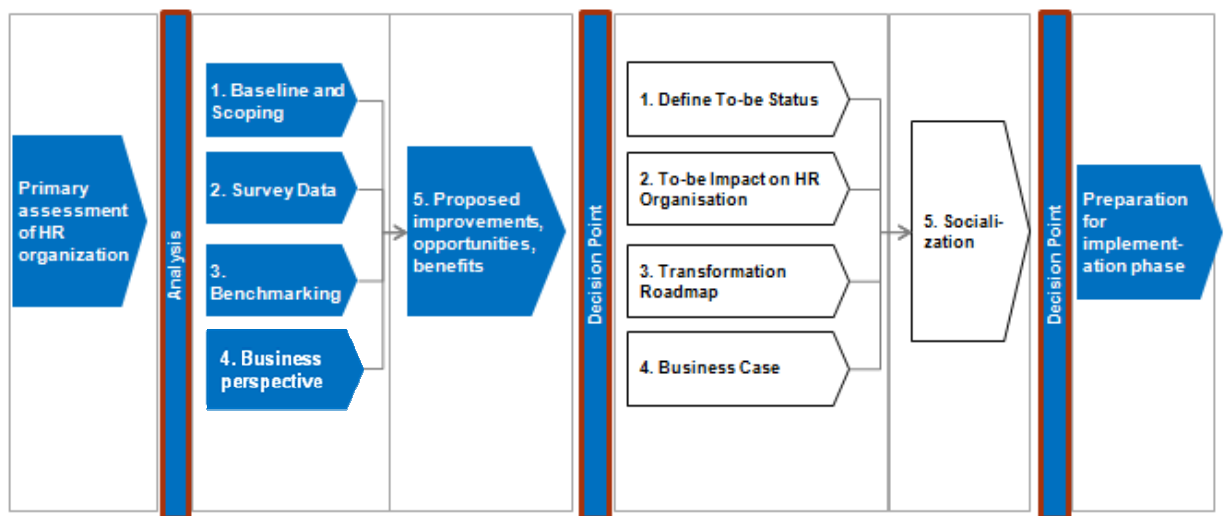 Primary
assessment
of HR
organization
Analysis
1. Baseline and
Scoping
2. Survey Data
3.
Benchmarking
4. Business
perspective
5. Proposed
improvements,
opportunities,
benefits
Decision Point
1. Define To-be Status
2. To-be Impact on HR
Organisation
3. Transformation
Roadmap
4. Business Case
5. Sociali-
zation
Decision Point
Preparation
for
implement-
ation phase